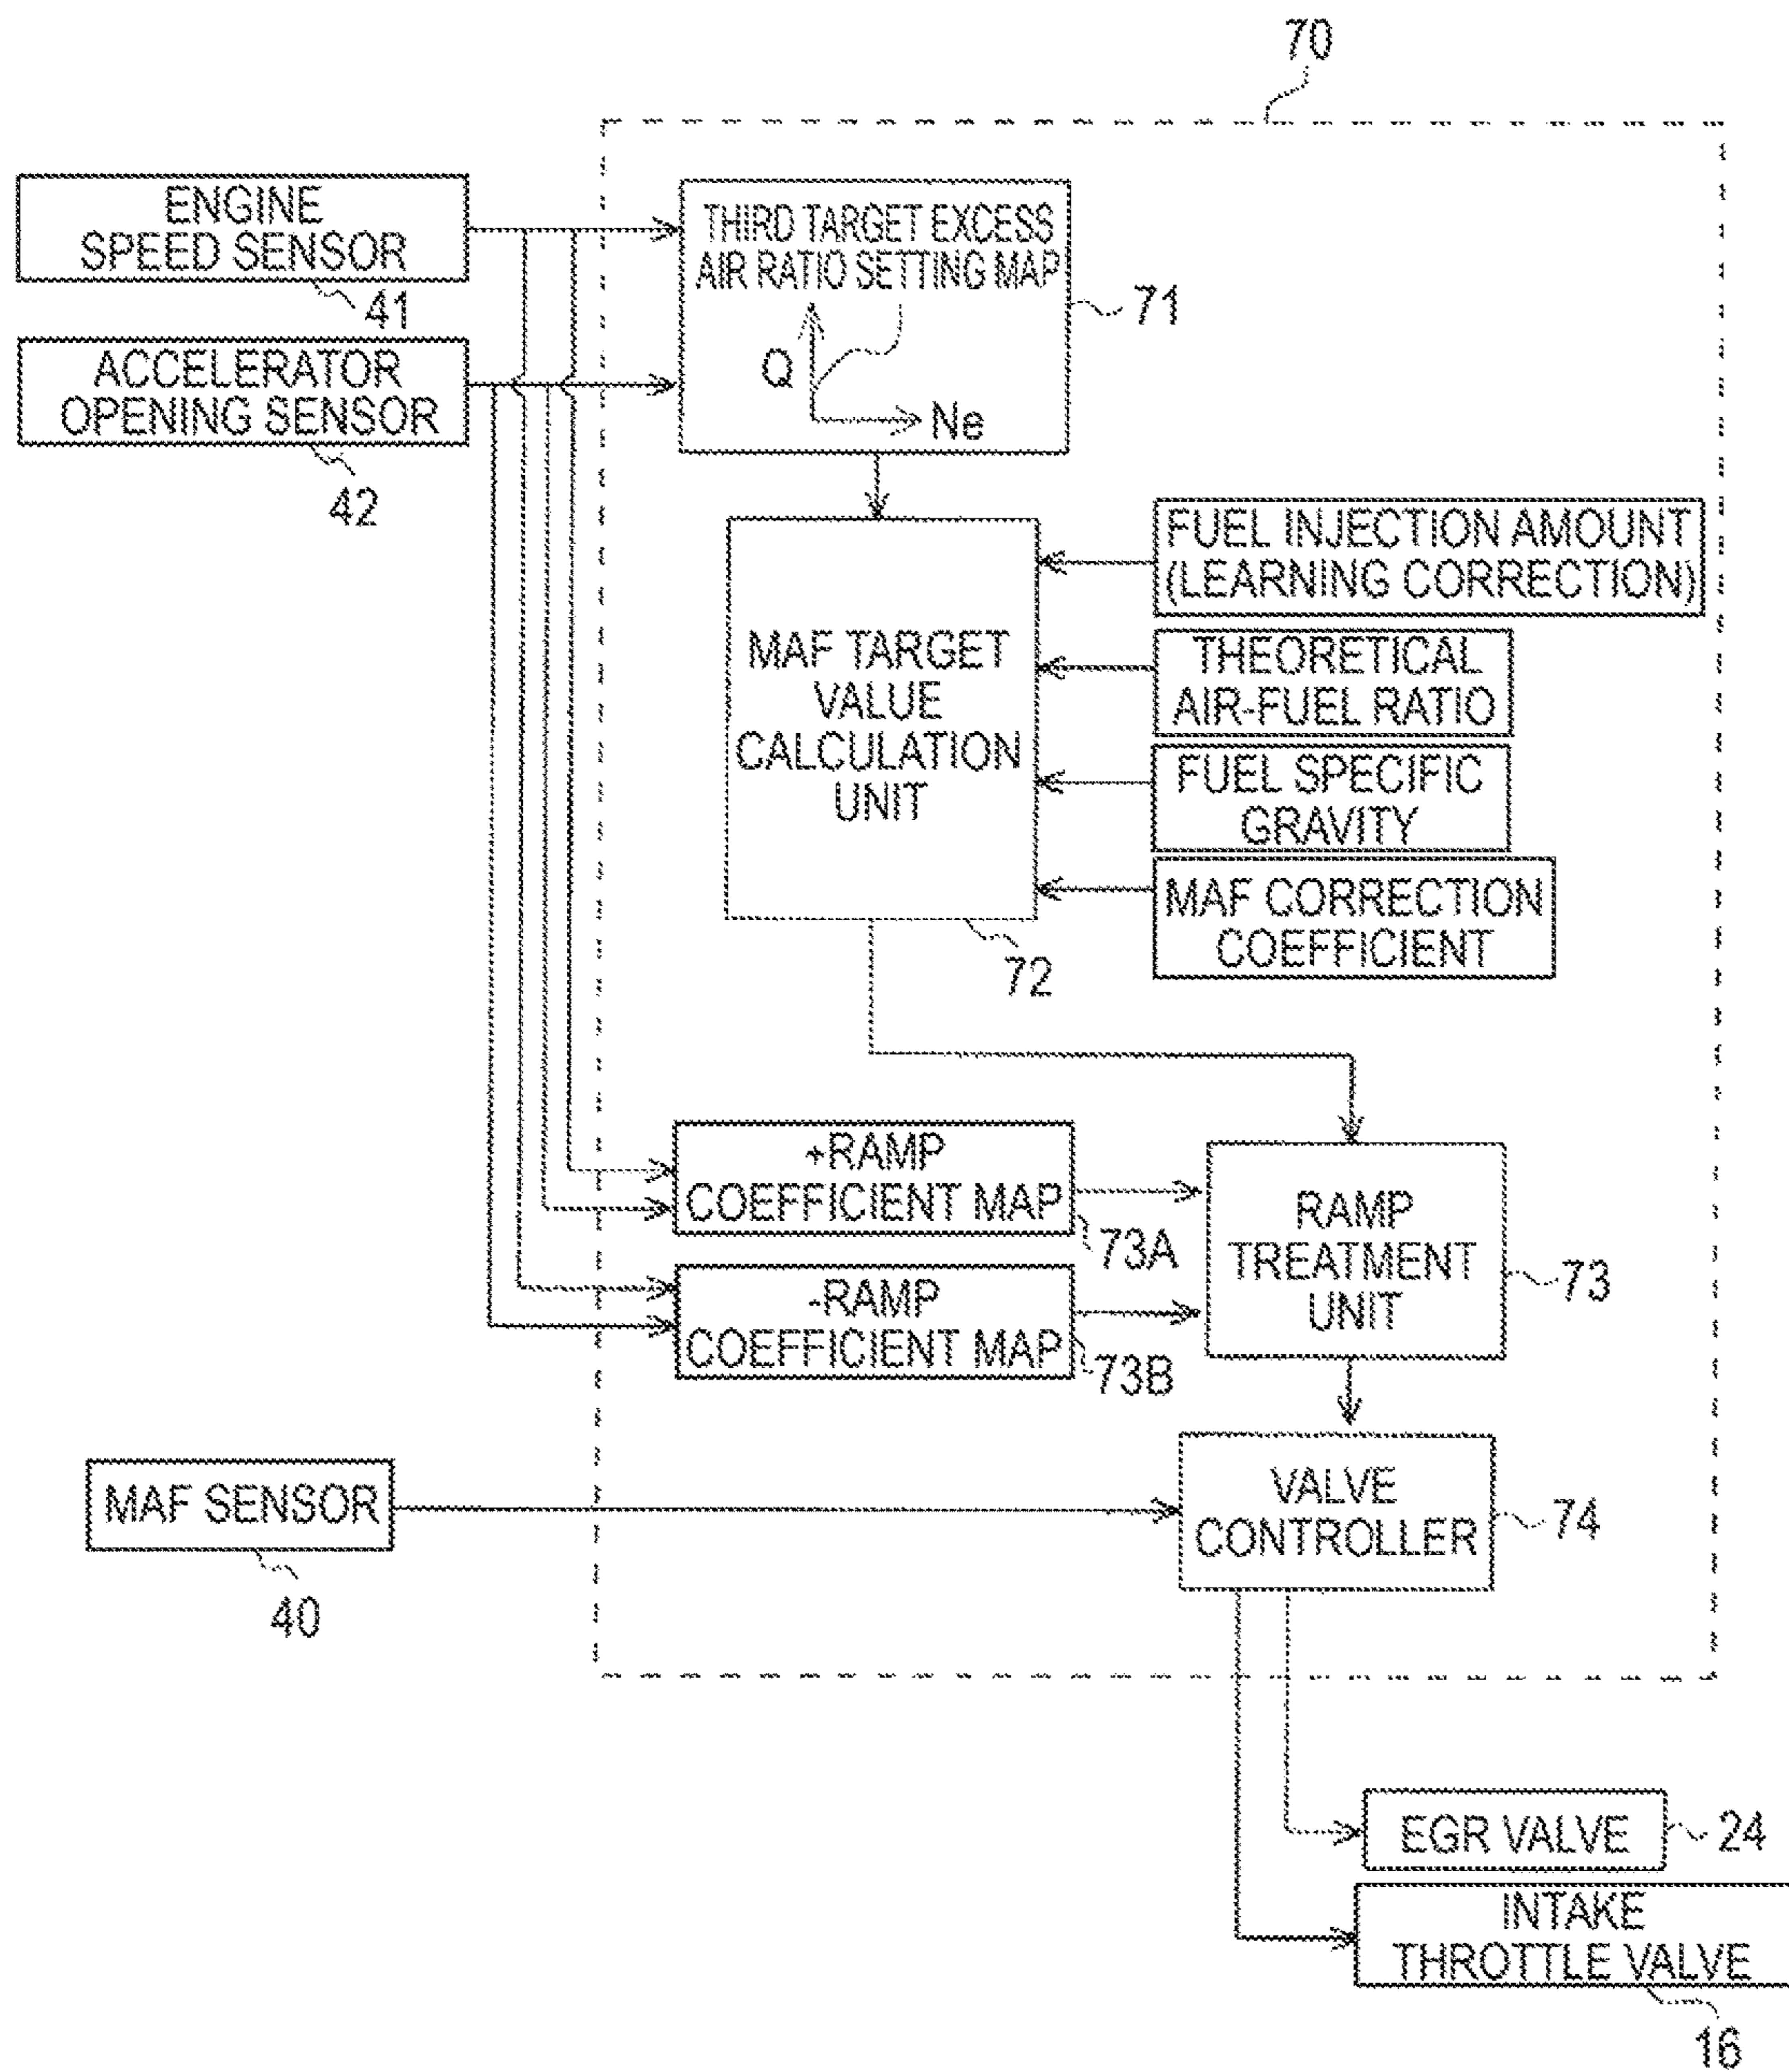 70
ENGINE
SPEED SENSOR
41
ACCELERATOR
OPENING SENSOR
42
THIRD TARGET EXCESS
AIR RATIO SETTING MAP
Q
Ne
71
MAF TARGET
VALUE
CALCULATION
UNIT
72
FUEL INJECTION AMOUNT
(LEARNING CORRECTION)
THEORETICAL
AIR-FUEL RATIO
FUEL SPECIFIC
GRAVITY
MAF CORRECTION
COEFFICIENT
+RAMP
COEFFICIENT MAP
73A
-RAMP
COEFFICIENT MAP
73B
RAMP
TREATMENT
UNIT
73
MAF SENSOR
40
VALVE
CONTROLLER
74
EGR VALVE
24
INTAKE
THROTTLE VALVE
16